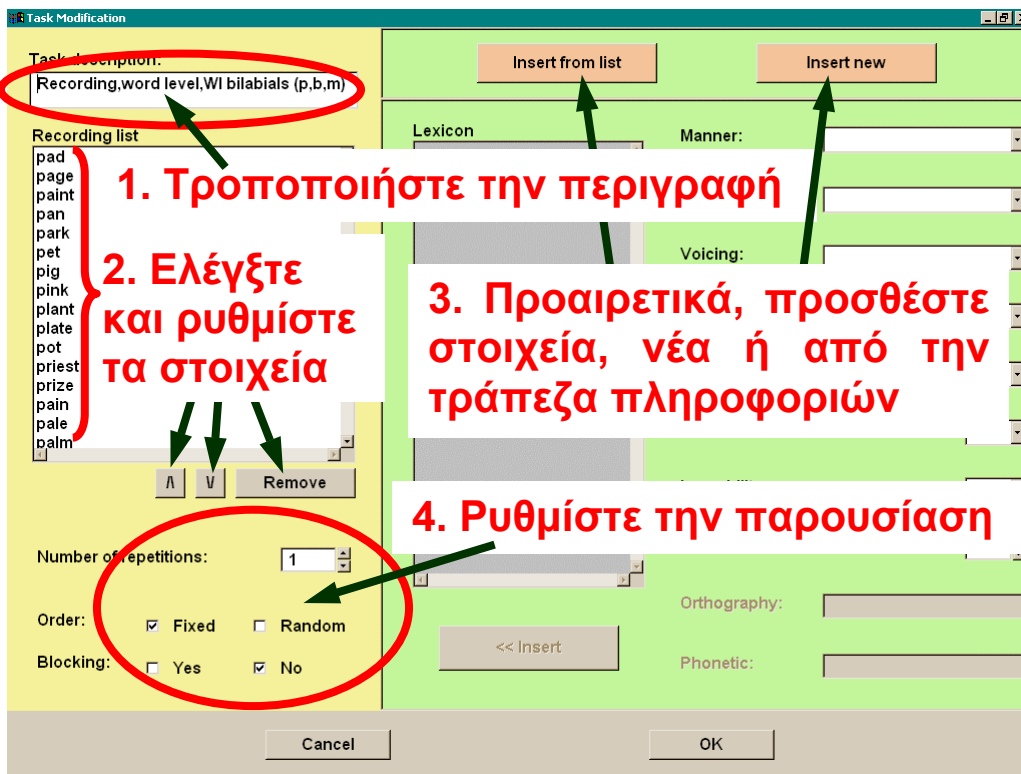 Task Modification
Task description:
Recording,word level,WI bilabials (p,b,m)
Recording list
pad
page
paint
pan
park
pet
pig
pink
plant
plate
pot
priest
prize
pain
pale
palm
/\ \/ Remove
Number of repetitions: 1
Order: Fixed Random
Blocking: Yes No
Insert from list Insert new
Lexicon
Manner:
Voicing:
<< Insert
Orthography:
Phonetic:
Cancel OK
1. Τροποποιήστε την περιγραφή
2. Ελέγξτε
και ρυθμίστε
τα στοιχεία
3. Προαιρετικά, προσθέστε
στοιχεία, νέα ή από την
τράπεζα πληροφοριών
4. Ρυθμίστε την παρουσίαση